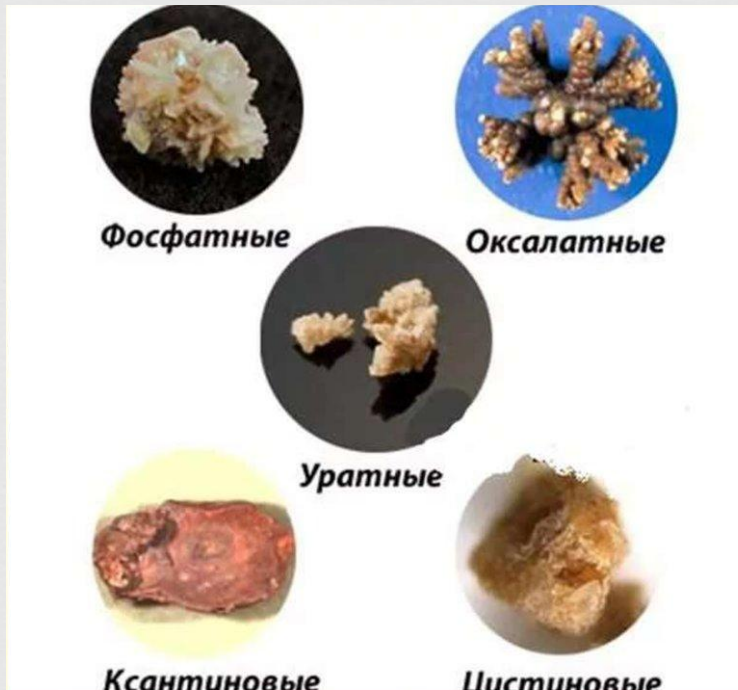 Фосфатные
Оксалатные
Уратные
Ксантиновые
Цистиновые